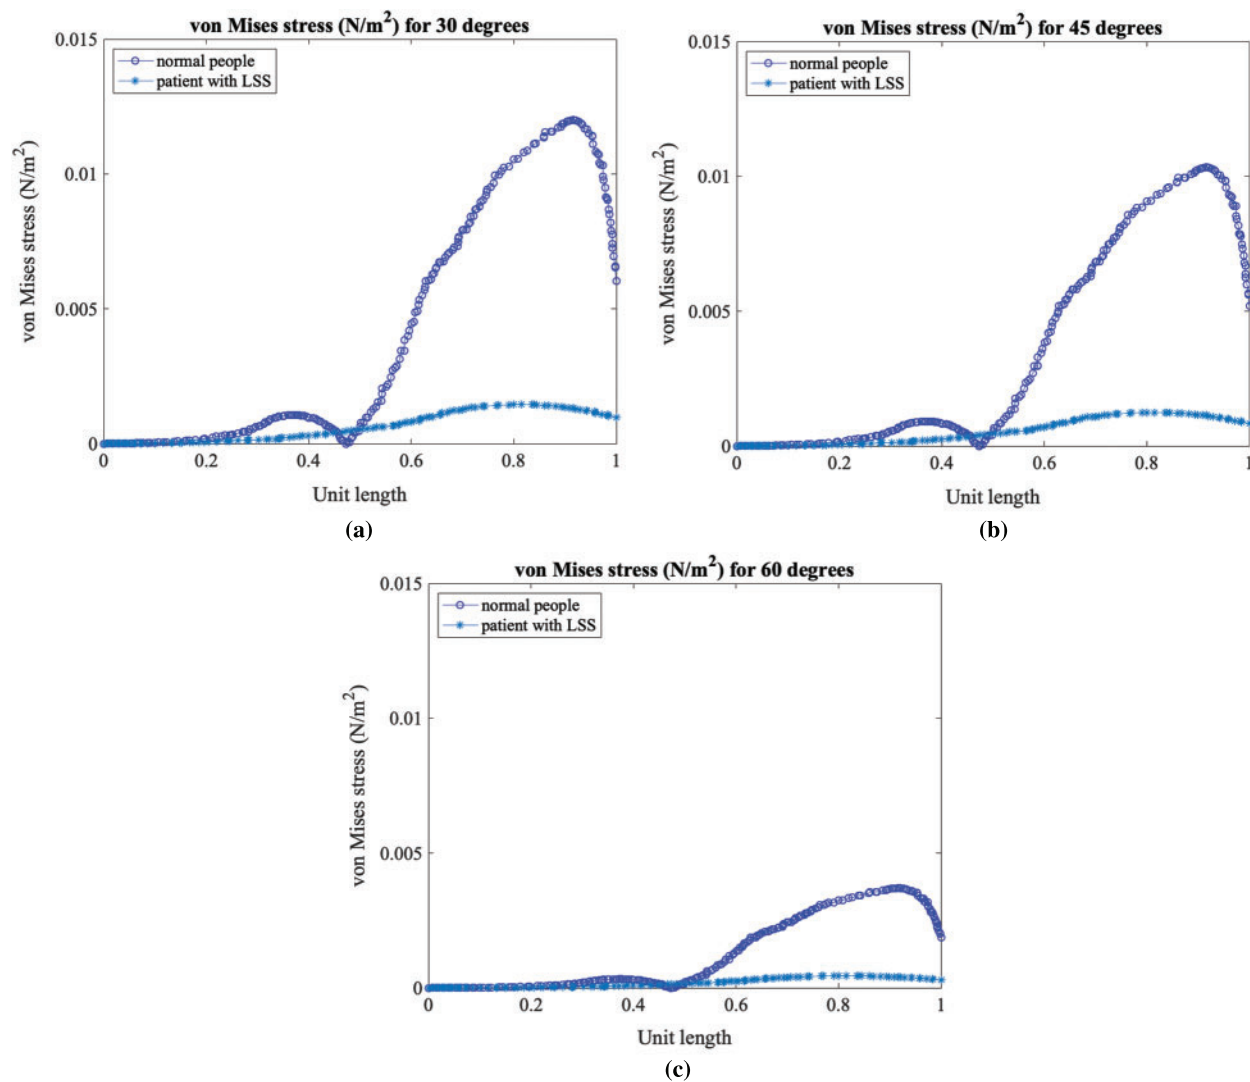 von Mises stress (N/m²) for 30 degrees
normal people
patient with LSS
von Mises stress (N/m²)
0.015
0.01
0.005
0
0 0.2 0.4 0.6 0.8 1
Unit length
(a)
von Mises stress (N/m²) for 45 degrees
normal people
patient with LSS
von Mises stress (N/m²)
0.015
0.01
0.005
0
0 0.2 0.4 0.6 0.8 1
Unit length
(b)
von Mises stress (N/m²) for 60 degrees
normal people
patient with LSS
von Mises stress (N/m²)
0.015
0.01
0.005
0
0 0.2 0.4 0.6 0.8 1
Unit length
(c)